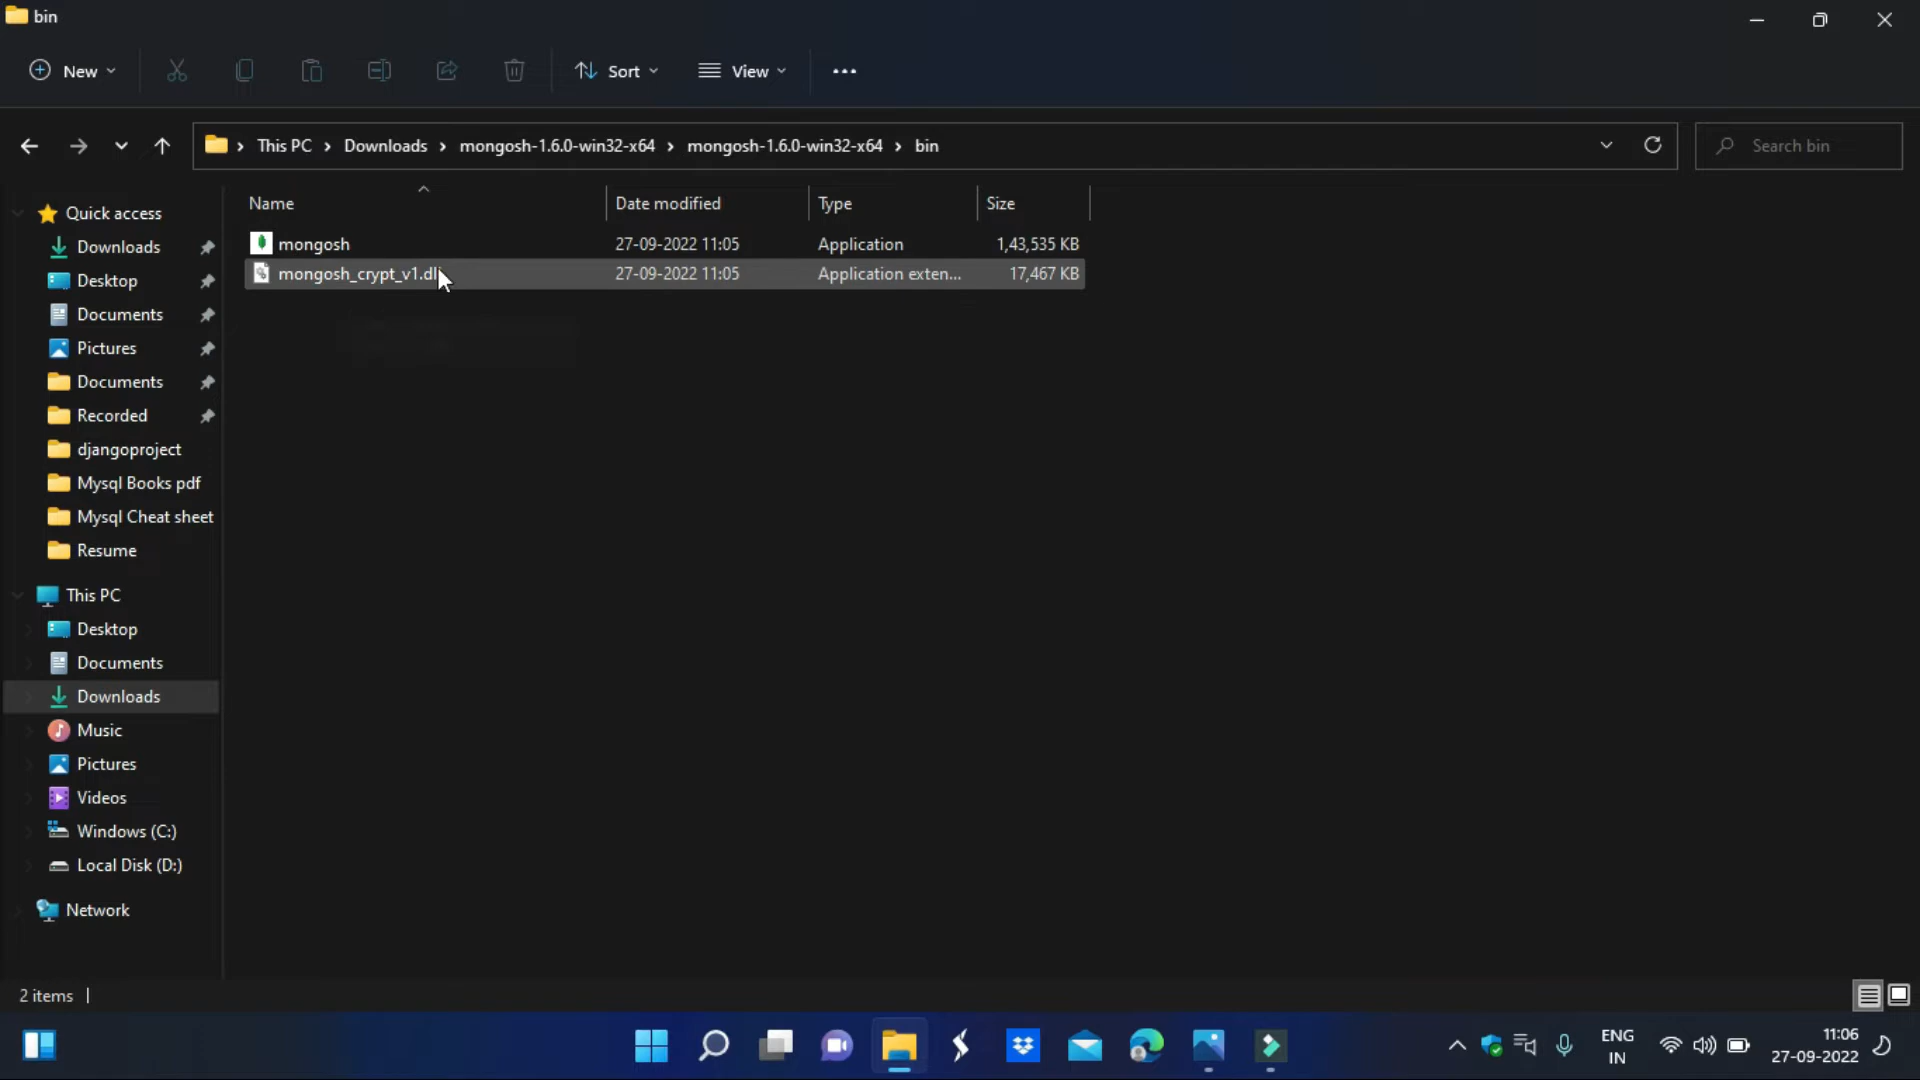 bin
New
Sort
View
This PC
Downloads
mongosh-1.6.0-win32-x64
mongosh-1.6.0-win32-x64
bin
Search bin
Name
Date modified
Type
Size
mongosh
27-09-2022 11:05
Application
1,43,535 KB
mongosh_crypt_v1.dll
27-09-2022 11:05
Application exten...
17,467 KB
Quick access
Downloads
Desktop
Documents
Pictures
Documents
Recorded
djangoproject
Mysql Books pdf
Mysql Cheat sheet
Resume
This PC
Desktop
Documents
Downloads
Music
Pictures
Videos
Windows (C:)
Local Disk (D:)
Network
2 items
ENG
IN
11:06
27-09-2022